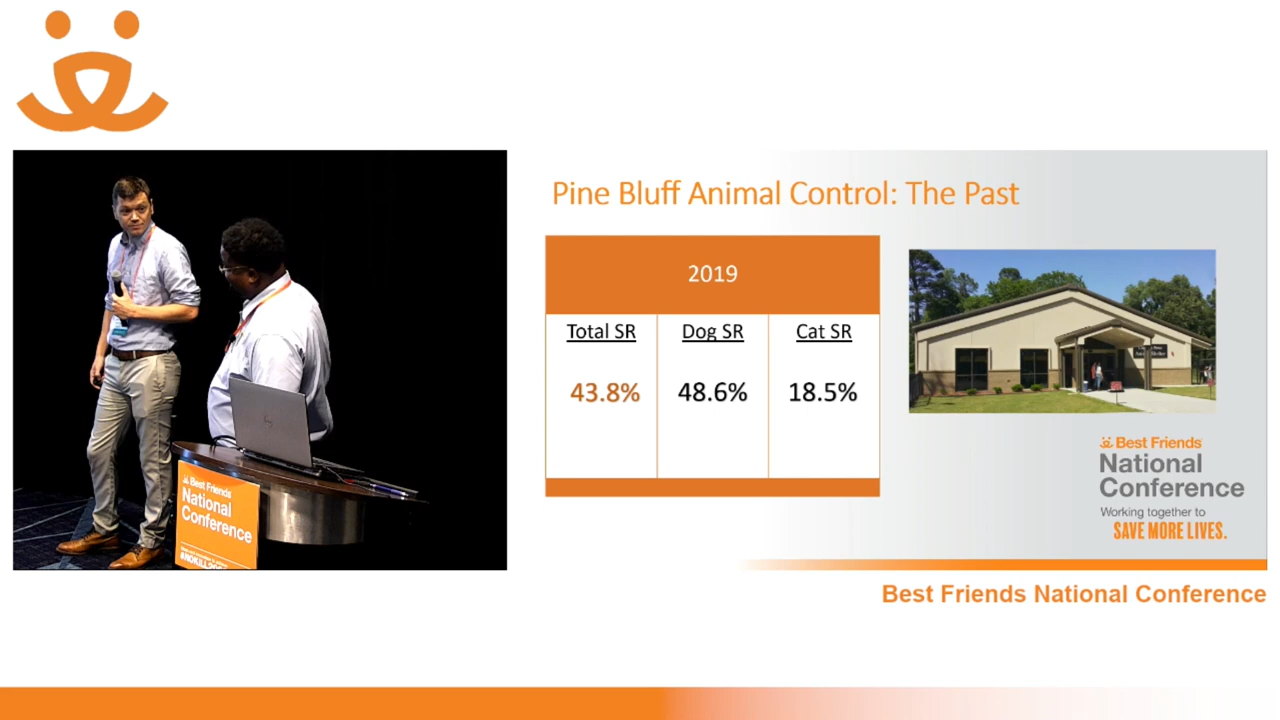 Pine Bluff Animal Control: The Past
2019
Total SR
Dog SR
Cat SR
43.8%
48.6%
18.5%
Best Friends
National
Conference
Working together to
SAVE MORE LIVES.
Best Friends
National
Conference
Best Friends National Conference